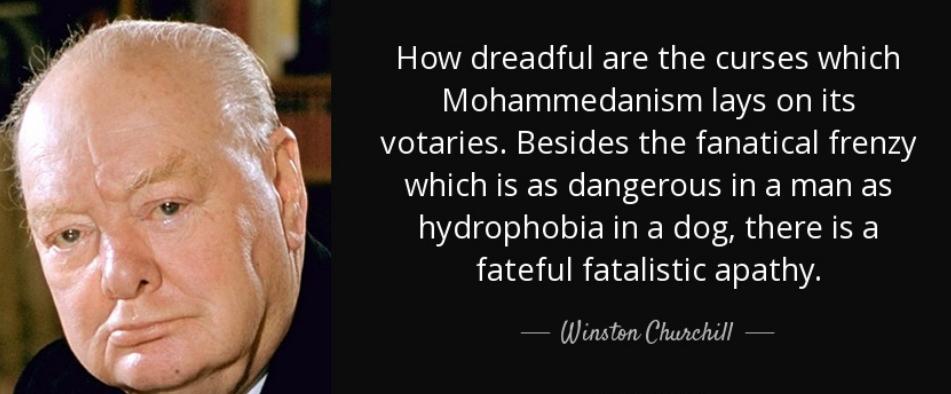 How dreadful are the curses which
Mohammedanism lays on its
votaries. Besides the fanatical frenzy
which is as dangerous in a man as
hydrophobia in a dog, there is a
fateful fatalistic apathy.
Winston Churchill